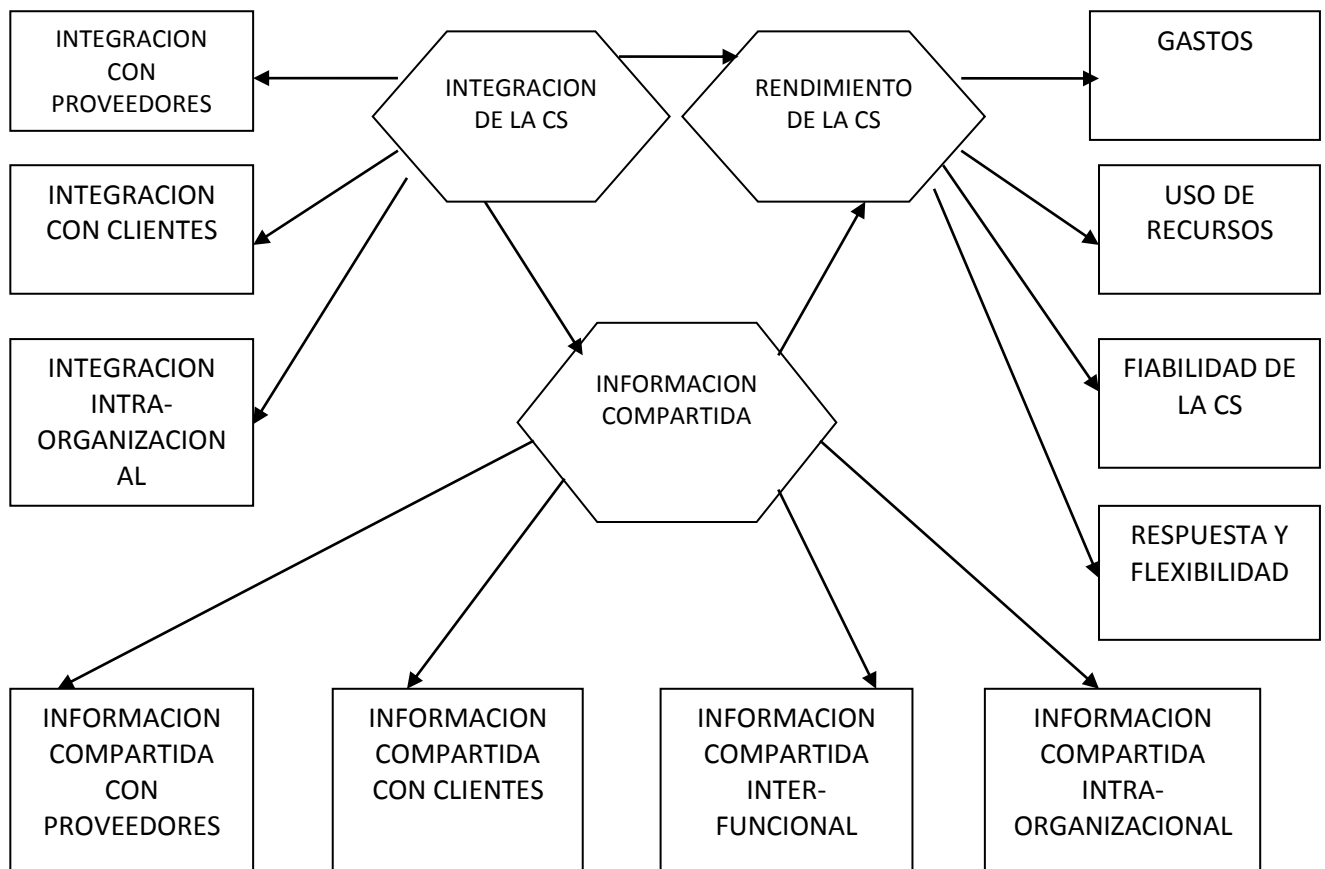 INTEGRACION
CON
PROVEEDORES
INTEGRACION
DE LA CS
RENDIMIENTO
DE LA CS
GASTOS
INTEGRACION
CON CLIENTES
USO DE
RECURSOS
INTEGRACION
INTRA-
ORGANIZACION
AL
INFORMACION
COMPARTIDA
FIABILIDAD DE
LA CS
RESPUESTA Y
FLEXIBILIDAD
INFORMACION
COMPARTIDA
CON
PROVEEDORES
INFORMACION
COMPARTIDA
CON CLIENTES
INFORMACION
COMPARTIDA
INTER-
FUNCIONAL
INFORMACION
COMPARTIDA
INTRA-
ORGANIZACIONAL